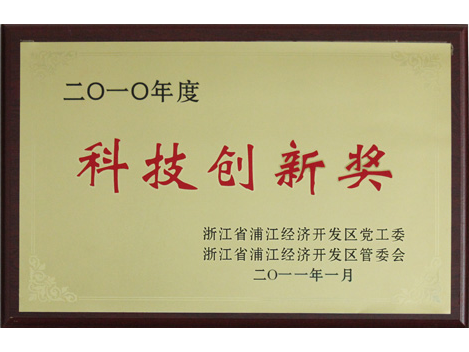 二〇一〇年度
科技创新奖
浙江省浦江经济开发区党工委
浙江省浦江经济开发区管委会
二〇一一年一月